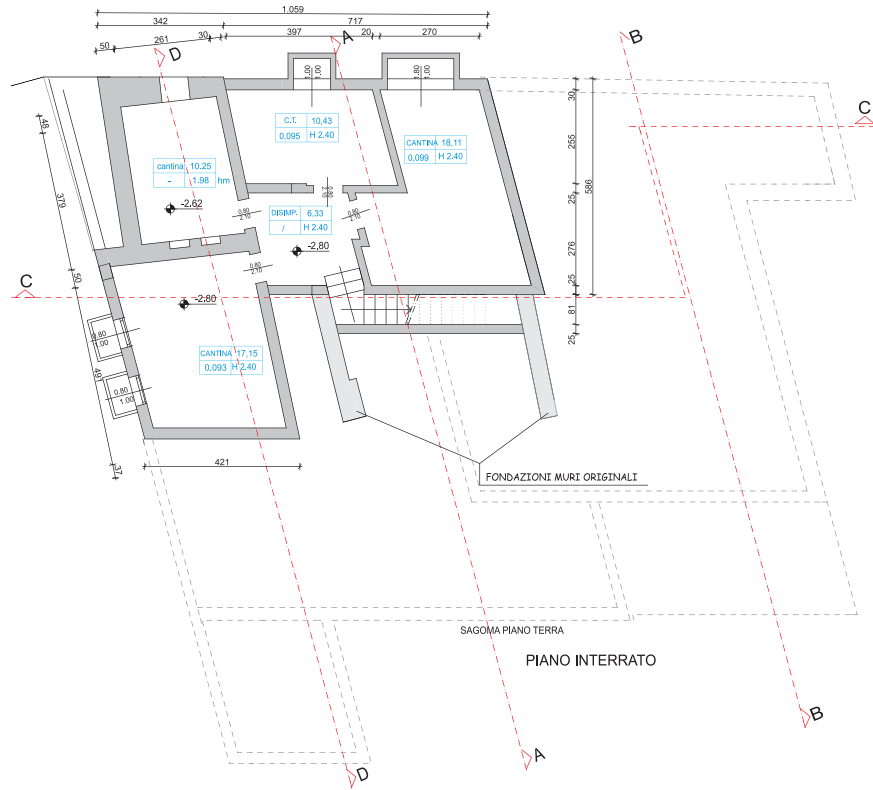 1.059
342 717
50 261 30 397 20 270
D A B
1.00 1.00
1.80 1.00
30
C
48
C.T. 10,43
0,095 H 2.40
CANTINA 18,11
0,099 H 2.40
255
cantina 10.25
- 1.98 hm
586
379
-2.62
0.80 2.10
0.80 2.10
0.80 2.10
DISIMP. 6,33
/ H 2.40
25
-2,80
276
0.80 2.10
50
25
C
-2.80
81
0.80 1.00
25
CANTINA 17,15
0,093 H 2.40
491
0.80 1.00
37
421
FONDAZIONI MURI ORIGINALI
SAGOMA PIANO TERRA
PIANO INTERRATO
B
A
D